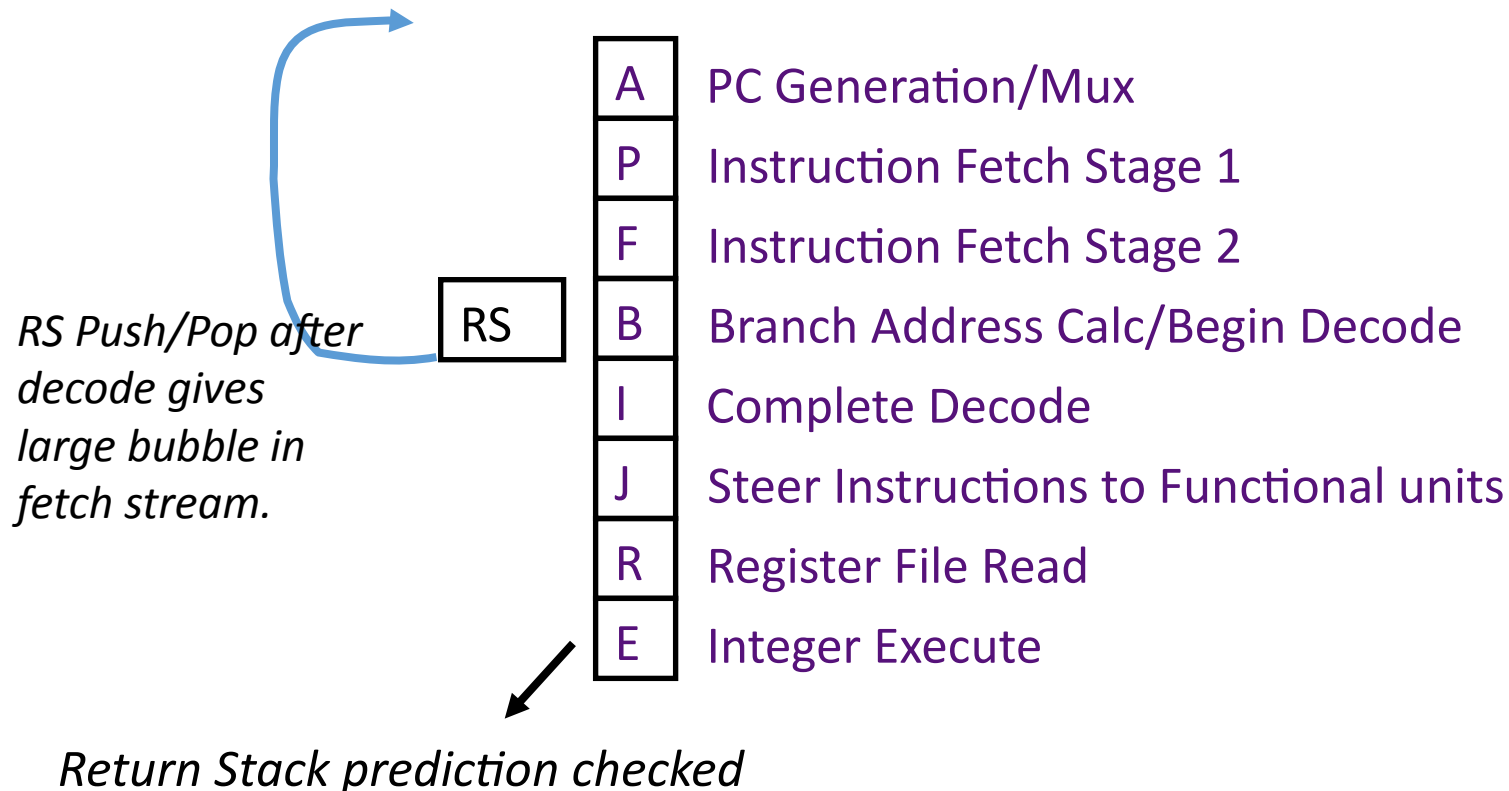 A PC Generation/Mux
P Instruction Fetch Stage 1
F Instruction Fetch Stage 2
RS B Branch Address Calc/Begin Decode
I Complete Decode
J Steer Instructions to Functional units
R Register File Read
E Integer Execute
RS Push/Pop after
decode gives
large bubble in
fetch stream.
Return Stack prediction checked